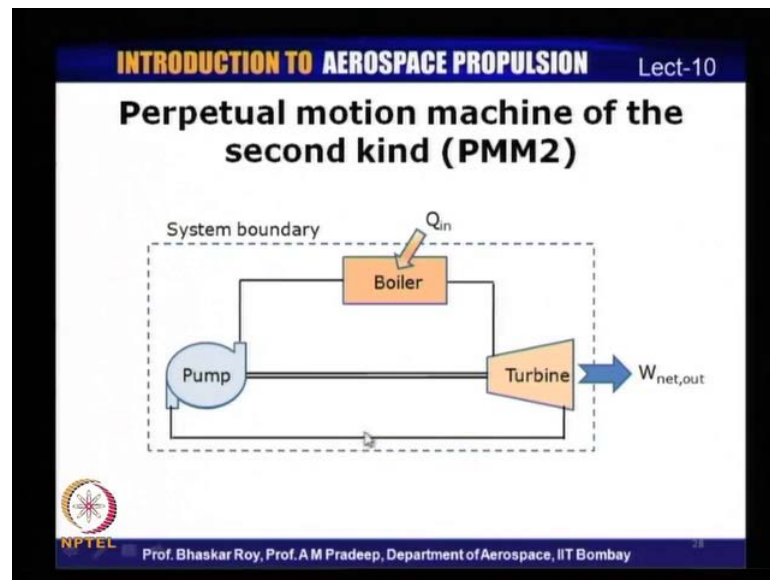 INTRODUCTION TO AEROSPACE PROPULSION Lect-10
Perpetual motion machine of the
second kind (PMM2)
System boundary
Qin
Boiler
Pump
Turbine
Wnet,out
NPTEL
Prof. Bhaskar Roy, Prof. A M Pradeep, Department of Aerospace, IIT Bombay
28